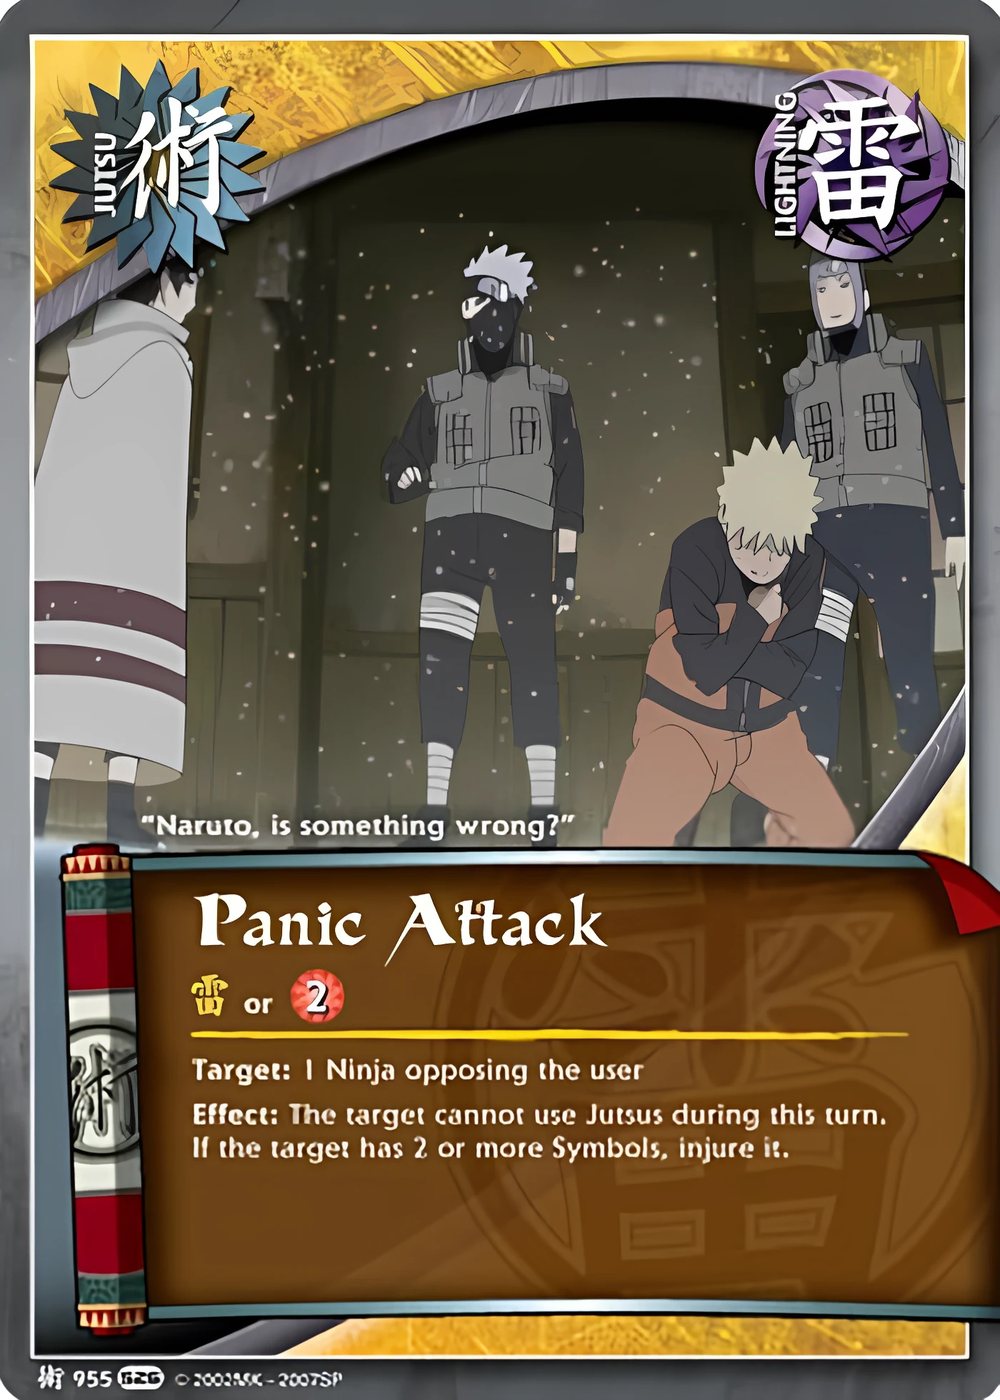 JUTSU
術
LIGHTNING
雷
"Naruto, is something wrong?"
Panic Attack
雷 or 2
Target: 1 Ninja opposing the user
Effect: The target cannot use Jutsus during this turn.
If the target has 2 or more Symbols, injure it.
術
術 955